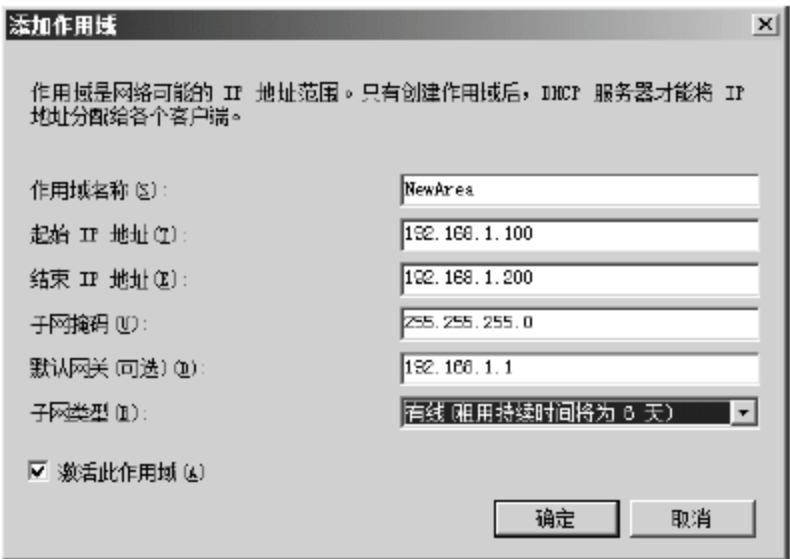 添加作用域
作用域是网络可能的 IP 地址范围。只有创建作用域后，DHCP 服务器才能将 IP
地址分配给各个客户端。
作用域名称(S): NewArea
起始 IP 地址(T): 192.168.1.100
结束 IP 地址(E): 192.168.1.200
子网掩码(U): 255.255.255.0
默认网关(可选)(D): 192.168.1.1
子网类型(R): 有线(租用持续时间将为 6 天)
激活此作用域(A)
确定 取消